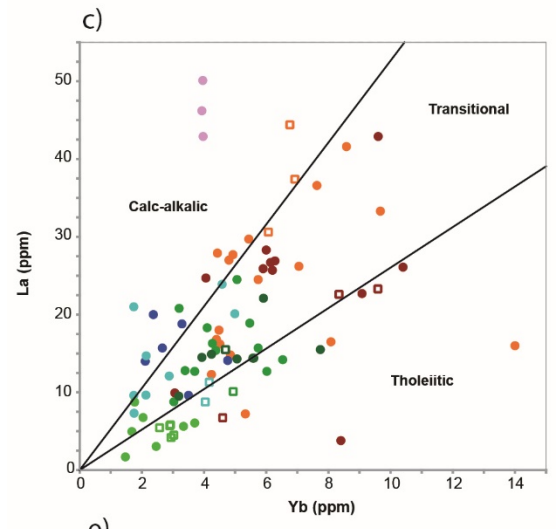 c)
50
Transitional
40
Calc-alkalic
30
La (ppm)
20
10
Tholeiitic
0
0 2 4 6 8 10 12 14
Yb (ppm)